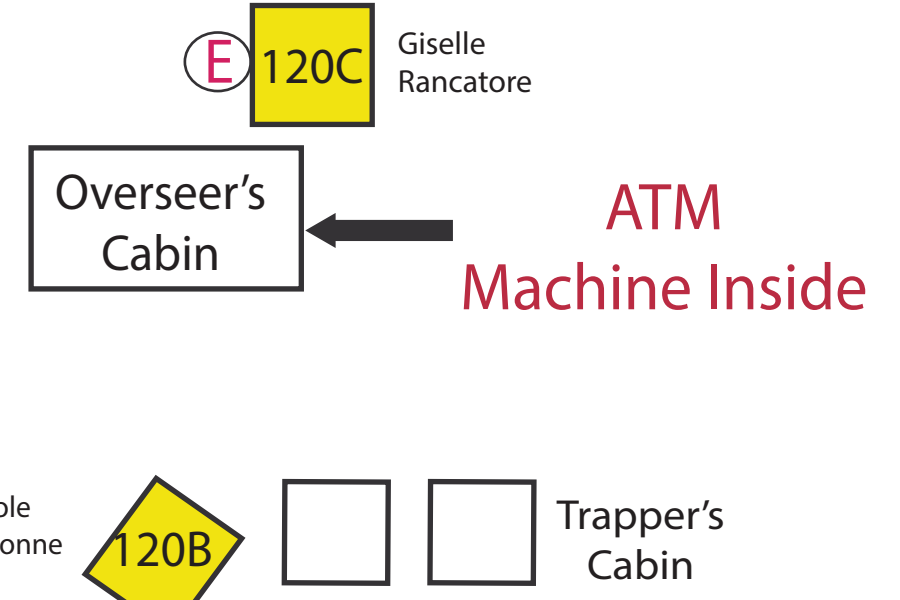 E
120C
Giselle
Rancatore
Overseer's
Cabin
ATM
Machine Inside
120B
Trapper's
Cabin